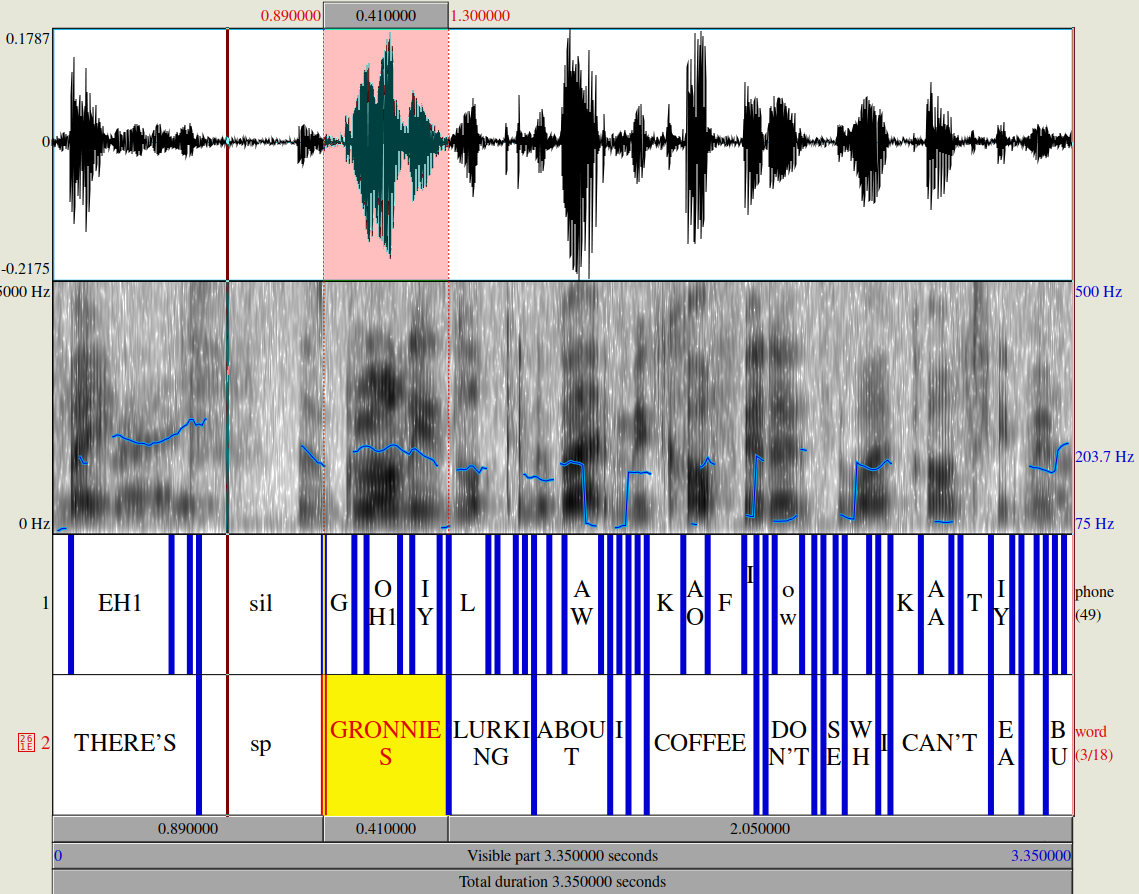 0.890000 0.410000 1.300000
0.1787
0
-0.2175
5000 Hz 500 Hz
203.7 Hz
0 Hz 75 Hz
1 EH1 sil G O
H1 I
Y L A
W K A
O F I o
w K A
A T I
Y phone
(49)
2 THERE'S sp GRONNIE
S LURKI
NG ABOU
T I COFFEE DO
N'T S
E W
H I CAN'T E
A B
U word
(3/18)
0.890000 0.410000 2.050000
0 Visible part 3.350000 seconds 3.350000
Total duration 3.350000 seconds